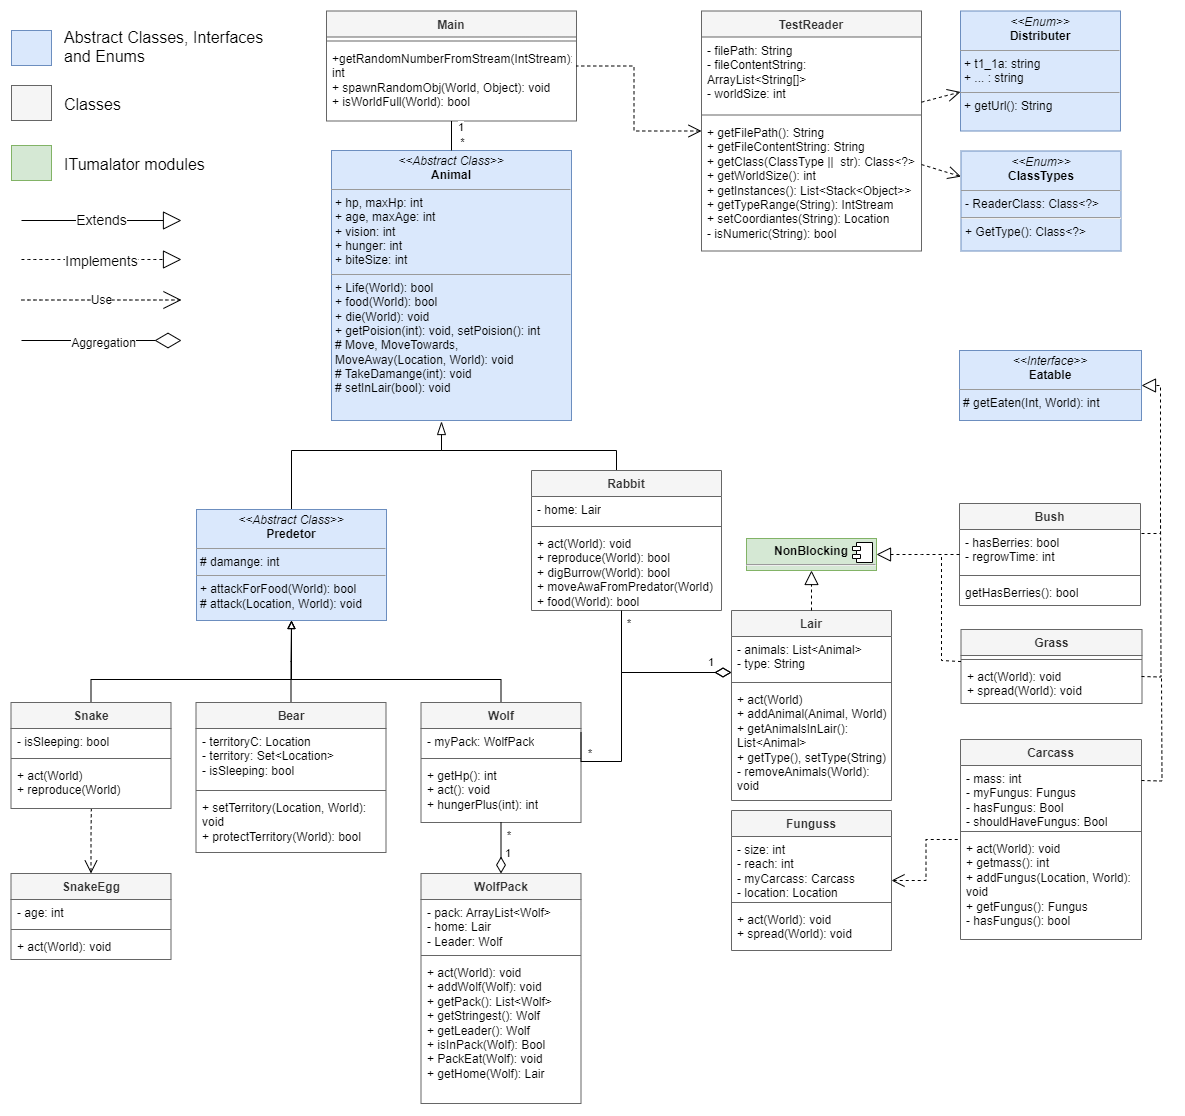 Abstract Classes, Interfaces
and Enums
Classes
ITumalator modules
Extends
Implements
Use
Aggregation
Main
+getRandomNumberFromStream(IntStream):
int
+ spawnRandomObj(World, Object): void
+ isWorldFull(World): bool
1
*
TestReader
- filePath: String
- fileContentString:
ArrayList<String[]>
- worldSize: int
+ getFilePath(): String
+ getFileContentString: String
+ getClass(ClassType || str): Class<?>
+ getWorldSize(): int
+ getInstances(): List<Stack<Object>>
+ getTypeRange(String): IntStream
+ setCoordiantes(String): Location
- isNumeric(String): bool
<<Enum>>
Distributer
+ t1_1a: string
+ ... : string
+ getUrl(): String
<<Enum>>
ClassTypes
- ReaderClass: Class<?>
+ GetType(): Class<?>
<<Abstract Class>>
Animal
+ hp, maxHp: int
+ age, maxAge: int
+ vision: int
+ hunger: int
+ biteSize: int
+ Life(World): bool
+ food(World): bool
+ die(World): void
+ getPoision(int): void, setPoision(): int
# Move, MoveTowards,
MoveAway(Location, World): void
# TakeDamange(int): void
# setInLair(bool): void
<<Interface>>
Eatable
# getEaten(Int, World): int
<<Abstract Class>>
Predetor
# damange: int
+ attackForFood(World): bool
# attack(Location, World): void
Rabbit
- home: Lair
+ act(World): void
+ reproduce(World): bool
+ digBurrow(World): bool
+ moveAwaFromPredator(World)
+ food(World): bool
*
NonBlocking
Bush
- hasBerries: bool
- regrowTime: int
getHasBerries(): bool
Lair
- animals: List<Animal>
- type: String
+ act(World)
+ addAnimal(Animal, World)
+ getAnimalsInLair():
List<Animal>
+ getType(), setType(String)
- removeAnimals(World):
void
1
Grass
+ act(World): void
+ spread(World): void
Snake
- isSleeping: bool
+ act(World)
+ reproduce(World)
Bear
- territoryC: Location
- territory: Set<Location>
- isSleeping: bool
+ setTerritory(Location, World):
void
+ protectTerritory(World): bool
Wolf
- myPack: WolfPack
+ getHp(): int
+ act(): void
+ hungerPlus(int): int
*
*
1
Carcass
- mass: int
- myFungus: Fungus
- hasFungus: Bool
- shouldHaveFungus: Bool
+ act(World): void
+ getmass(): int
+ addFungus(Location, World):
void
+ getFungus(): Fungus
- hasFungus(): bool
Funguss
- size: int
- reach: int
- myCarcass: Carcass
- location: Location
+ act(World): void
+ spread(World): void
SnakeEgg
- age: int
+ act(World): void
WolfPack
- pack: ArrayList<Wolf>
- home: Lair
- Leader: Wolf
+ act(World): void
+ addWolf(Wolf): void
+ getPack(): List<Wolf>
+ getStringest(): Wolf
+ getLeader(): Wolf
+ isInPack(Wolf): Bool
+ PackEat(Wolf): void
+ getHome(Wolf): Lair